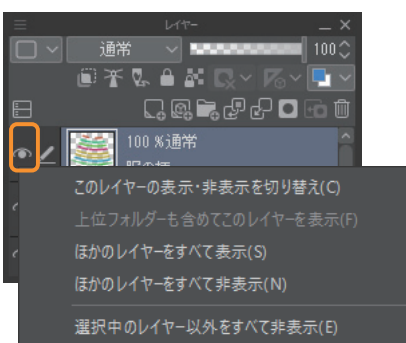 レイヤー
通常
100
100 %通常
服の柄
このレイヤーの表示・非表示を切り替え(C)
上位フォルダーも含めてこのレイヤーを表示(F)
ほかのレイヤーをすべて表示(S)
ほかのレイヤーをすべて非表示(N)
選択中のレイヤー以外をすべて非表示(E)